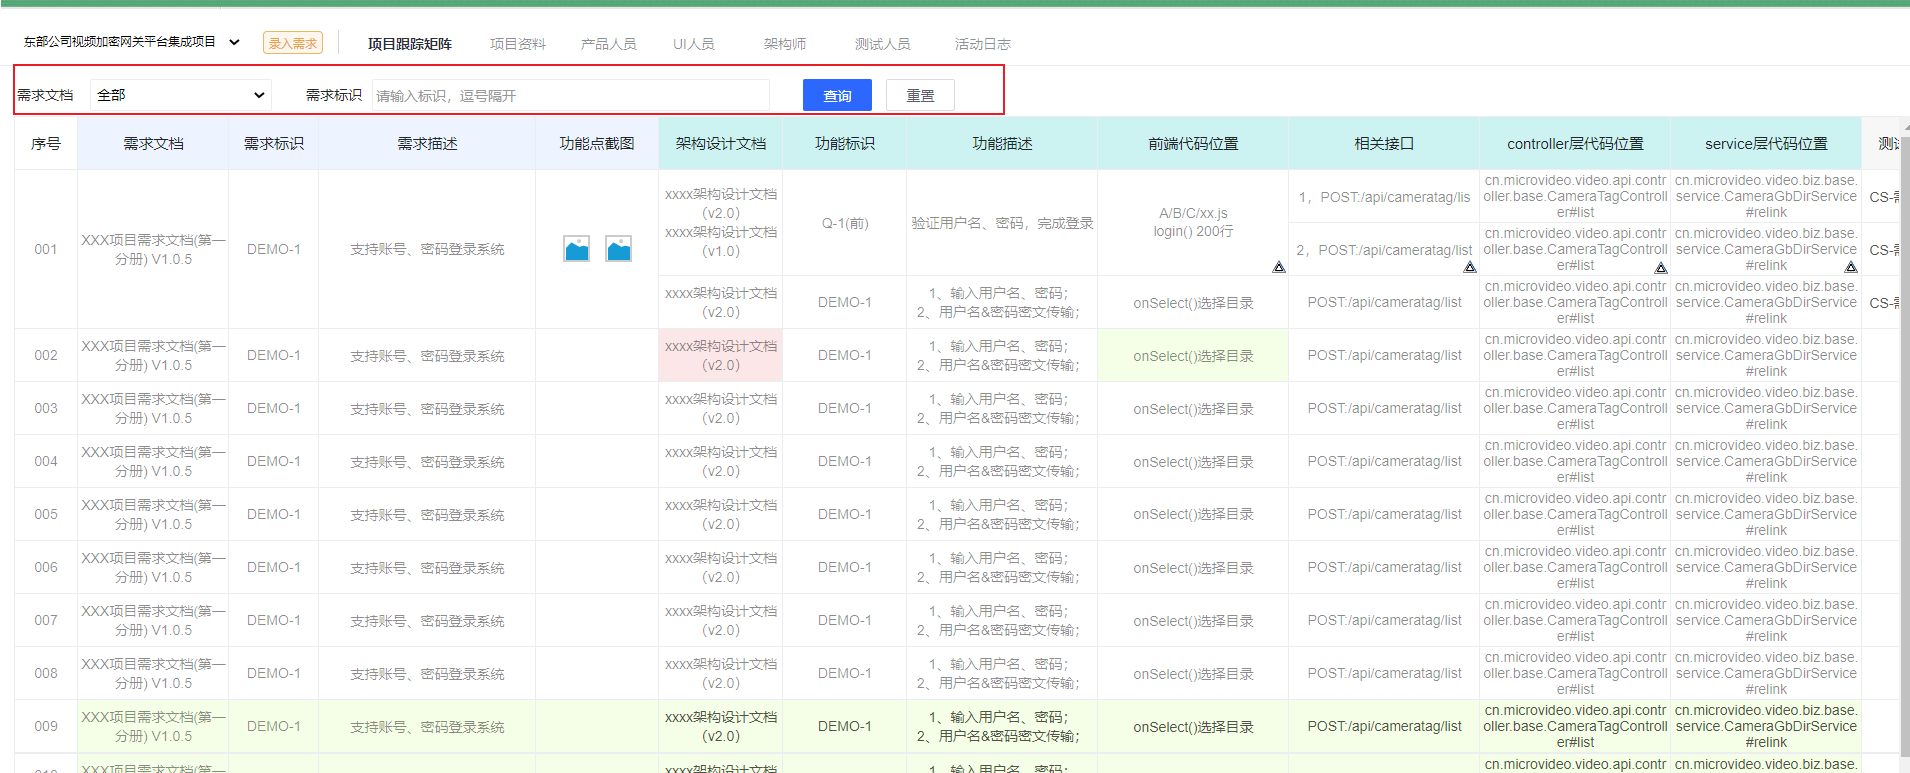 东部公司视频加密网关平台集成项目 录入需求 项目跟踪矩阵 项目资料 产品人员 UI人员 架构师 测试人员 活动日志
需求文档 全部 需求标识 请输入标识，逗号隔开 查询 重置
序号 需求文档 需求标识 需求描述 功能点截图 架构设计文档 功能标识 功能描述 前端代码位置 相关接口 controller层代码位置 service层代码位置
001
XXX项目需求文档(第一
分册) V1.0.5
DEMO-1
支持账号、密码登录系统
xxxx架构设计文档
(v2.0)
xxxx架构设计文档
(v1.0)
Q-1(前)
验证用户名、密码，完成登录
A/B/C/xx.js
login() 200行
1，POST:/api/cameratag/lis
cn.microvideo.video.api.contr
oller.base.CameraTagControll
er#list
cn.microvideo.video.biz.base.
service.CameraGbDirService
#relink
2，POST:/api/cameratag/list
cn.microvideo.video.api.contr
oller.base.CameraTagControll
er#list
cn.microvideo.video.biz.base.
service.CameraGbDirService
#relink
xxxx架构设计文档
(v2.0)
DEMO-1
1、输入用户名、密码；
2、用户名&密码密文传输；
onSelect()选择目录
POST:/api/cameratag/list
cn.microvideo.video.api.contr
oller.base.CameraTagControll
er#list
cn.microvideo.video.biz.base.
service.CameraGbDirService
#relink
002
XXX项目需求文档(第一
分册) V1.0.5
DEMO-1
支持账号、密码登录系统
xxxx架构设计文档
(v2.0)
DEMO-1
1、输入用户名、密码；
2、用户名&密码密文传输；
onSelect()选择目录
POST:/api/cameratag/list
cn.microvideo.video.api.contr
oller.base.CameraTagControll
er#list
cn.microvideo.video.biz.base.
service.CameraGbDirService
#relink
003
XXX项目需求文档(第一
分册) V1.0.5
DEMO-1
支持账号、密码登录系统
xxxx架构设计文档
(v2.0)
DEMO-1
1、输入用户名、密码；
2、用户名&密码密文传输；
onSelect()选择目录
POST:/api/cameratag/list
cn.microvideo.video.api.contr
oller.base.CameraTagControll
er#list
cn.microvideo.video.biz.base.
service.CameraGbDirService
#relink
004
XXX项目需求文档(第一
分册) V1.0.5
DEMO-1
支持账号、密码登录系统
xxxx架构设计文档
(v2.0)
DEMO-1
1、输入用户名、密码；
2、用户名&密码密文传输；
onSelect()选择目录
POST:/api/cameratag/list
cn.microvideo.video.api.contr
oller.base.CameraTagControll
er#list
cn.microvideo.video.biz.base.
service.CameraGbDirService
#relink
005
XXX项目需求文档(第一
分册) V1.0.5
DEMO-1
支持账号、密码登录系统
xxxx架构设计文档
(v2.0)
DEMO-1
1、输入用户名、密码；
2、用户名&密码密文传输；
onSelect()选择目录
POST:/api/cameratag/list
cn.microvideo.video.api.contr
oller.base.CameraTagControll
er#list
cn.microvideo.video.biz.base.
service.CameraGbDirService
#relink
006
XXX项目需求文档(第一
分册) V1.0.5
DEMO-1
支持账号、密码登录系统
xxxx架构设计文档
(v2.0)
DEMO-1
1、输入用户名、密码；
2、用户名&密码密文传输；
onSelect()选择目录
POST:/api/cameratag/list
cn.microvideo.video.api.contr
oller.base.CameraTagControll
er#list
cn.microvideo.video.biz.base.
service.CameraGbDirService
#relink
007
XXX项目需求文档(第一
分册) V1.0.5
DEMO-1
支持账号、密码登录系统
xxxx架构设计文档
(v2.0)
DEMO-1
1、输入用户名、密码；
2、用户名&密码密文传输；
onSelect()选择目录
POST:/api/cameratag/list
cn.microvideo.video.api.contr
oller.base.CameraTagControll
er#list
cn.microvideo.video.biz.base.
service.CameraGbDirService
#relink
008
XXX项目需求文档(第一
分册) V1.0.5
DEMO-1
支持账号、密码登录系统
xxxx架构设计文档
(v2.0)
DEMO-1
1、输入用户名、密码；
2、用户名&密码密文传输；
onSelect()选择目录
POST:/api/cameratag/list
cn.microvideo.video.api.contr
oller.base.CameraTagControll
er#list
cn.microvideo.video.biz.base.
service.CameraGbDirService
#relink
009
XXX项目需求文档(第一
分册) V1.0.5
DEMO-1
支持账号、密码登录系统
xxxx架构设计文档
(v2.0)
DEMO-1
1、输入用户名、密码；
2、用户名&密码密文传输；
onSelect()选择目录
POST:/api/cameratag/list
cn.microvideo.video.api.contr
oller.base.CameraTagControll
er#list
cn.microvideo.video.biz.base.
service.CameraGbDirService
#relink
XXX项目需求文档(第一
xxxx架构设计文档
1、输入用户名、密码；
cn.microvideo.video.api.contr
cn.microvideo.video.biz.base.